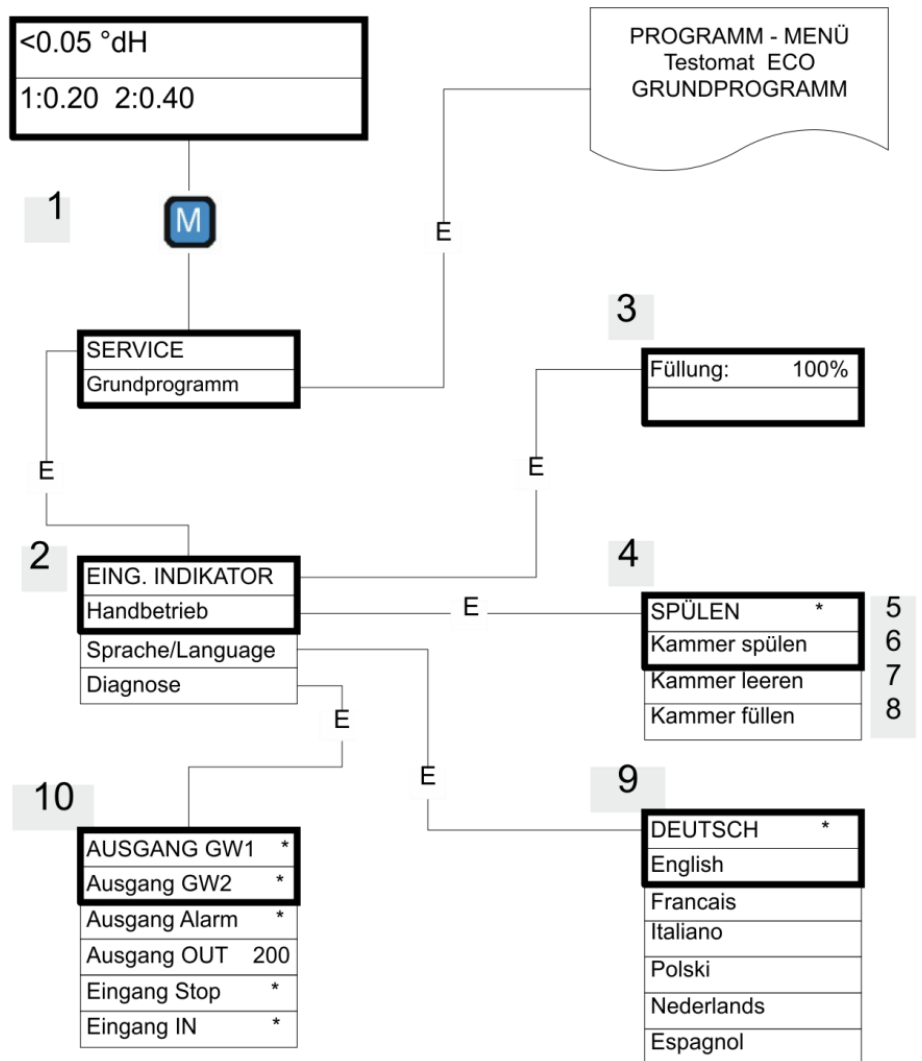 <0.05 °dH
1:0.20 2:0.40
PROGRAMM - MENÜ
Testomat ECO
GRUNDPROGRAMM
1
M
E
SERVICE
Grundprogramm
3
Füllung: 100%
E
E
2
EING. INDIKATOR
Handbetrieb
Sprache/Language
Diagnose
E
4
SPÜLEN * 5
Kammer spülen 6
Kammer leeren 7
Kammer füllen 8
E
E
10
AUSGANG GW1 *
Ausgang GW2 *
Ausgang Alarm *
Ausgang OUT 200
Eingang Stop *
Eingang IN *
9
DEUTSCH *
English
Francais
Italiano
Polski
Nederlands
Espagnol